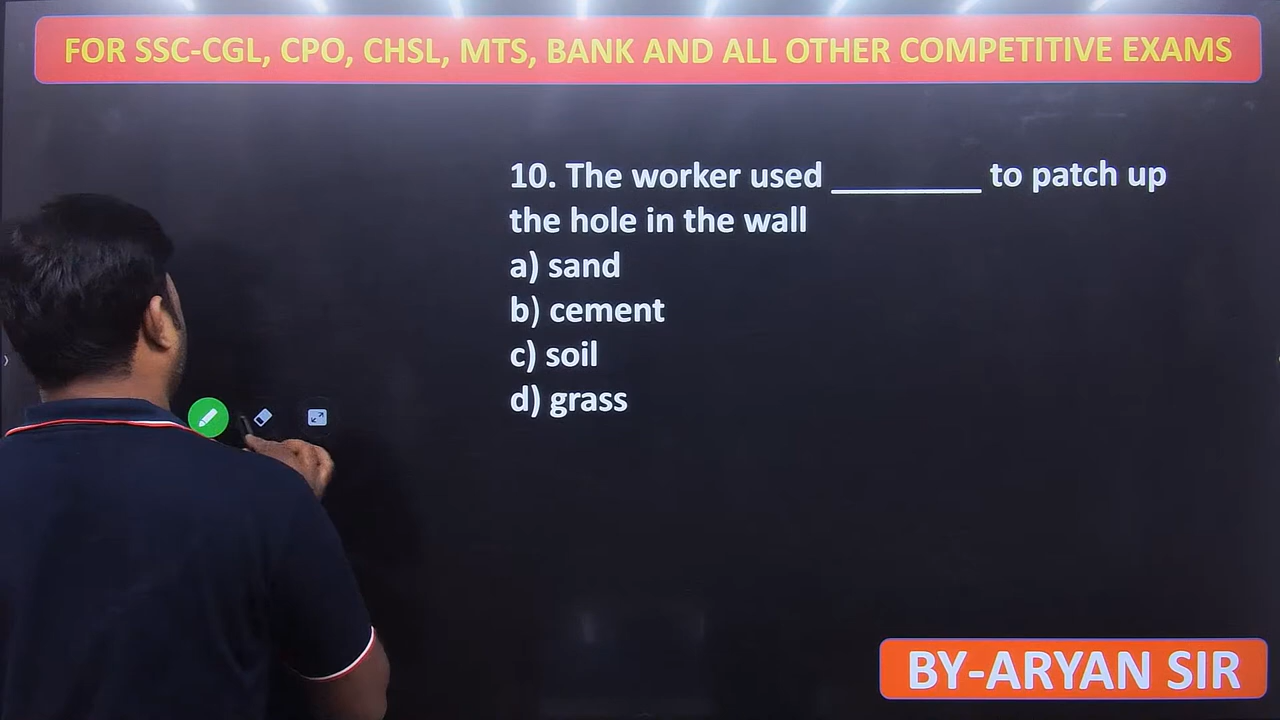 FOR SSC-CGL, CPO, CHSL, MTS, BANK AND ALL OTHER COMPETITIVE EXAMS
10. The worker used ________ to patch up
the hole in the wall
a) sand
b) cement
c) soil
d) grass
BY-ARYAN SIR